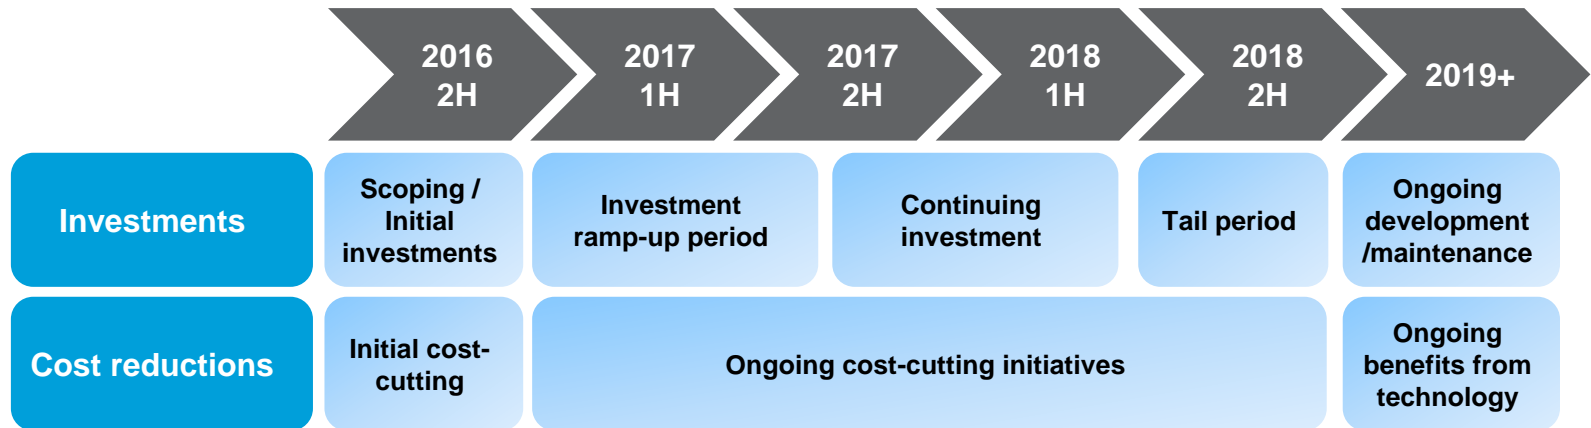 2016
2H
2017
1H
2017
2H
2018
1H
2018
2H
2019+
Investments
Scoping /
Initial
investments
Investment
ramp-up period
Continuing
investment
Tail period
Ongoing
development
/maintenance
Cost reductions
Initial cost-
cutting
Ongoing cost-cutting initiatives
Ongoing
benefits from
technology